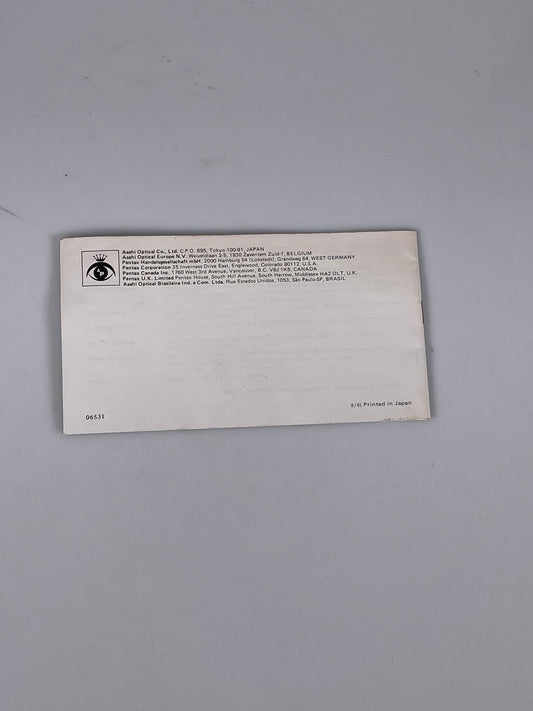 Asahi Optical Co., Ltd. C.P.O. 895, Tokyo 100-91, JAPAN
Asahi Optical Europe N.V. Weiveldlaan 3-5, 1930 Zaventem Zuid-7, BELGIUM
Pentax Handelsgesellschaft mbH. 2000 Hamburg 54 (Lokstedt), Grandweg 64, WEST GERMANY
Pentax Corporation 35 Inverness Drive East, Englewood, Colorado 80112, U.S.A.
Pentax Canada Inc. 1760 West 3rd Avenue, Vancouver, B.C. V6J 1K5, CANADA
Pentax U.K. Limited Pentax House, South Hill Avenue, South Harrow, Middlesex HA2 OLT, U.K.
Asahi Optical Brasileira Ind. e Com. Ltda. Rua Estados Unidos, 1053, São Paulo-SP, BRASIL
06531
Printed in Japan